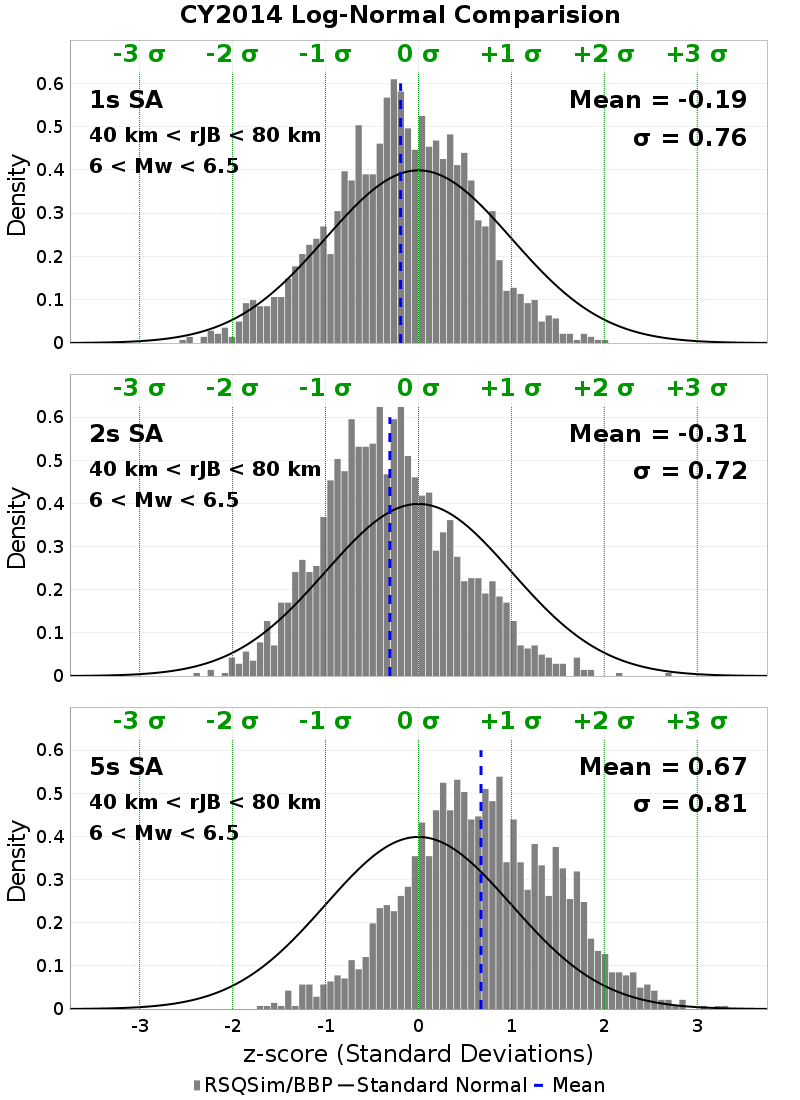 CY2014 Log-Normal Comparision
-3 σ -2 σ -1 σ 0 σ +1 σ +2 σ +3 σ
1s SA
Mean = -0.19
40 km < rJB < 80 km
σ = 0.76
6 < Mw < 6.5
Density
0.6
0.5
0.4
0.3
0.2
0.1
0
-3 σ -2 σ -1 σ 0 σ +1 σ +2 σ +3 σ
2s SA
Mean = -0.31
40 km < rJB < 80 km
σ = 0.72
6 < Mw < 6.5
Density
0.6
0.5
0.4
0.3
0.2
0.1
0
-3 σ -2 σ -1 σ 0 σ +1 σ +2 σ +3 σ
5s SA
Mean = 0.67
40 km < rJB < 80 km
σ = 0.81
6 < Mw < 6.5
Density
0.6
0.5
0.4
0.3
0.2
0.1
0
-3 -2 -1 0 1 2 3
z-score (Standard Deviations)
RSQSim/BBP Standard Normal Mean